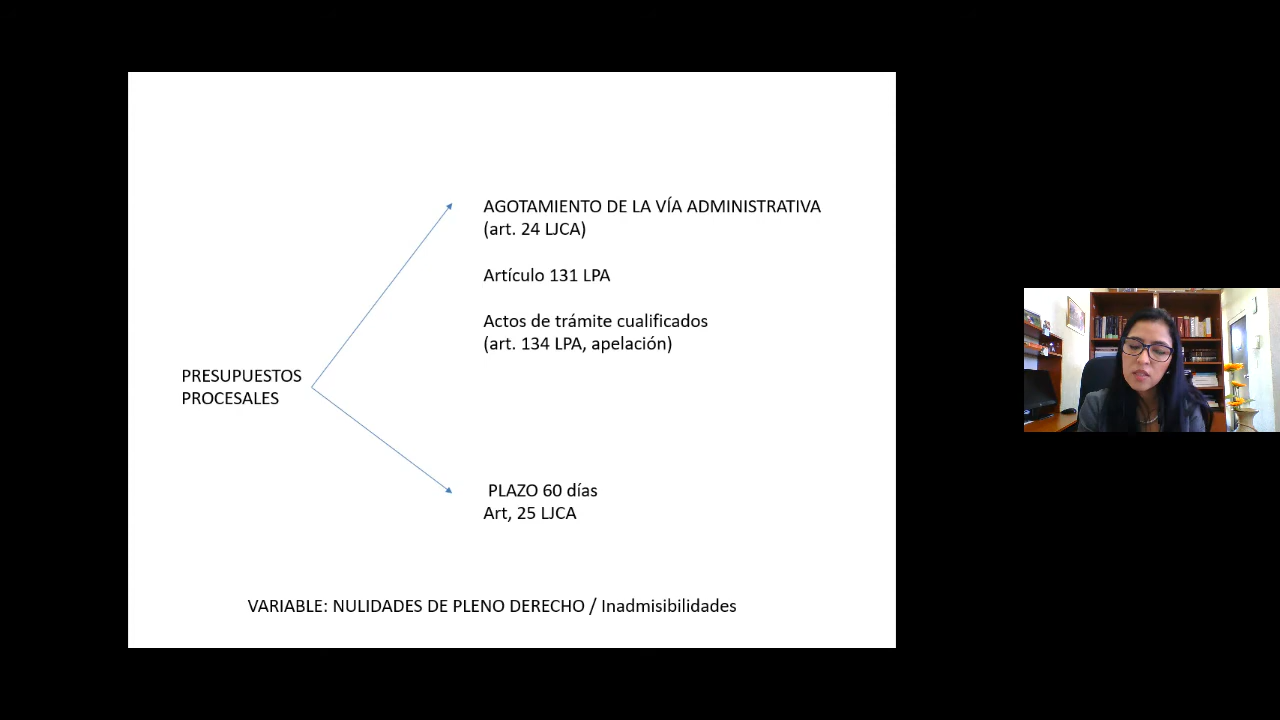 AGOTAMIENTO DE LA VÍA ADMINISTRATIVA
(art. 24 LJCA)
Artículo 131 LPA
Actos de trámite cualificados
(art. 134 LPA, apelación)
PRESUPUESTOS
PROCESALES
PLAZO 60 días
Art, 25 LJCA
VARIABLE: NULIDADES DE PLENO DERECHO / Inadmisibilidades